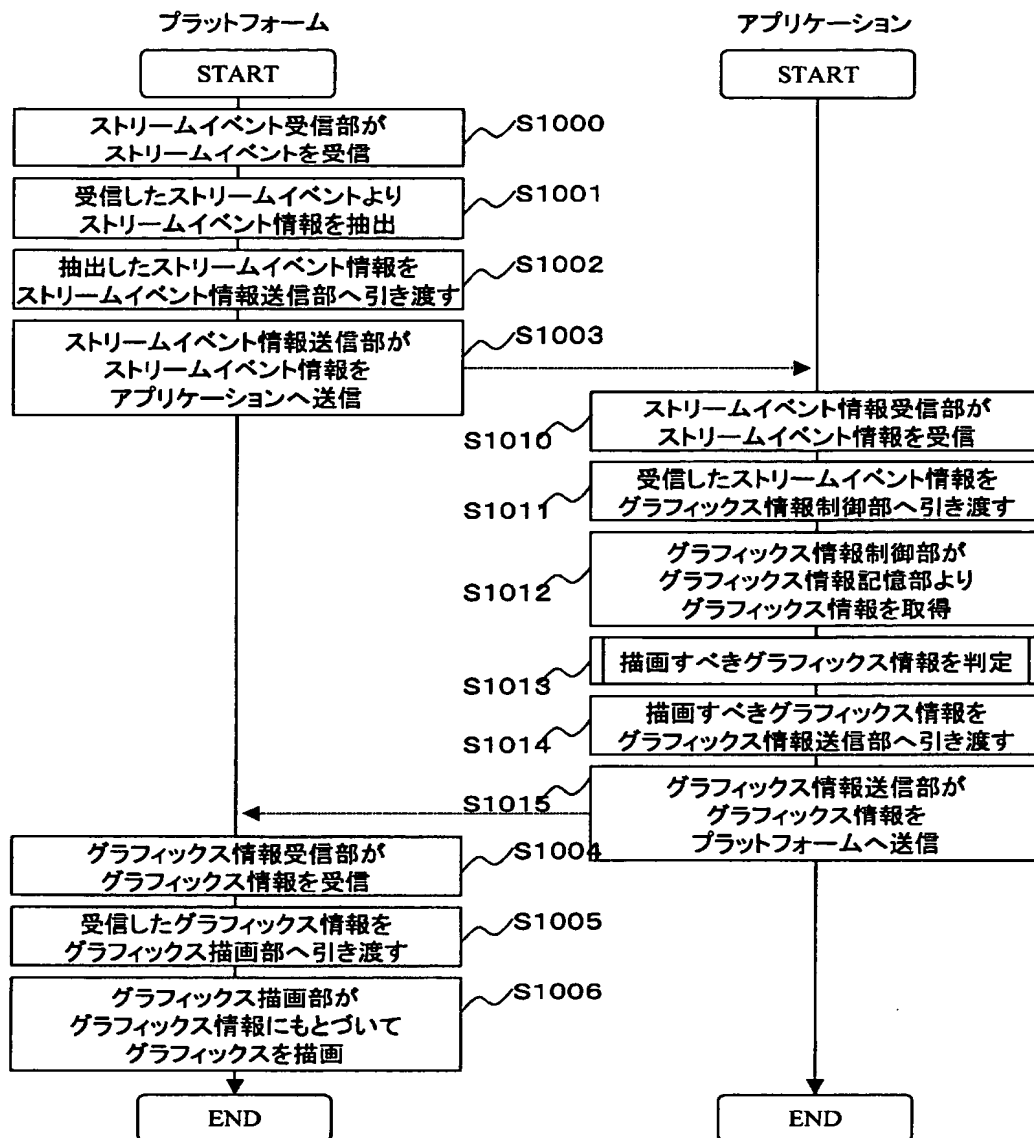 プラットフォーム
START
ストリームイベント受信部が
ストリームイベントを受信
S1000
受信したストリームイベントより
ストリームイベント情報を抽出
S1001
抽出したストリームイベント情報を
ストリームイベント情報送信部へ引き渡す
S1002
ストリームイベント情報送信部が
ストリームイベント情報を
アプリケーションへ送信
S1003
グラフィックス情報受信部が
グラフィックス情報を受信
S1004
受信したグラフィックス情報を
グラフィックス描画部へ引き渡す
S1005
グラフィックス描画部が
グラフィックス情報にもとづいて
グラフィックスを描画
S1006
END
アプリケーション
START
ストリームイベント情報受信部が
ストリームイベント情報を受信
S1010
受信したストリームイベント情報を
グラフィックス情報制御部へ引き渡す
S1011
グラフィックス情報制御部が
グラフィックス情報記憶部より
グラフィックス情報を取得
S1012
描画すべきグラフィックス情報を判定
S1013
描画すべきグラフィックス情報を
グラフィックス情報送信部へ引き渡す
S1014
グラフィックス情報送信部が
グラフィックス情報を
プラットフォームへ送信
S1015
END